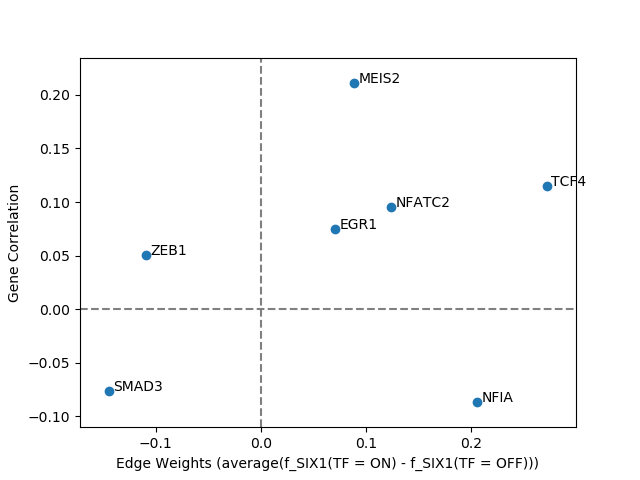 MEIS2
0.20
0.15
TCF4
0.10
NFATC2
EGR1
ZEB1
0.05
0.00
−0.05
SMAD3
NFIA
−0.10
Gene Correlation
−0.1 0.0 0.1 0.2
Edge Weights (average(f_SIX1(TF = ON) - f_SIX1(TF = OFF)))